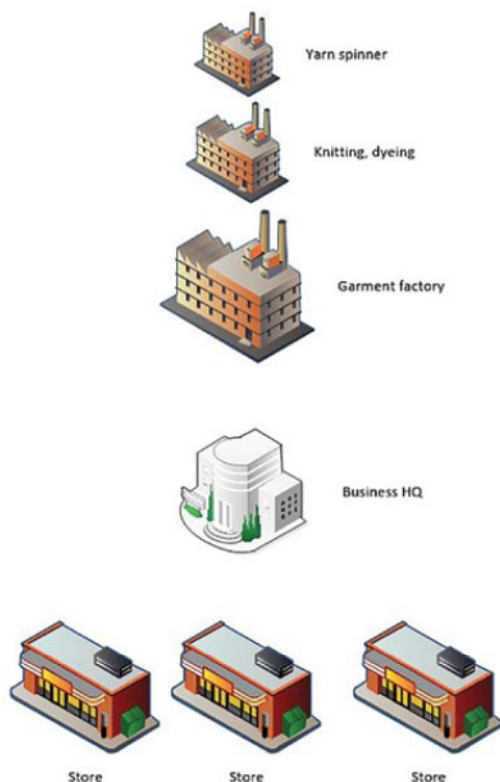 Yarn spinner
Knitting, dyeing
Garment factory
Business HQ
Store
Store
Store